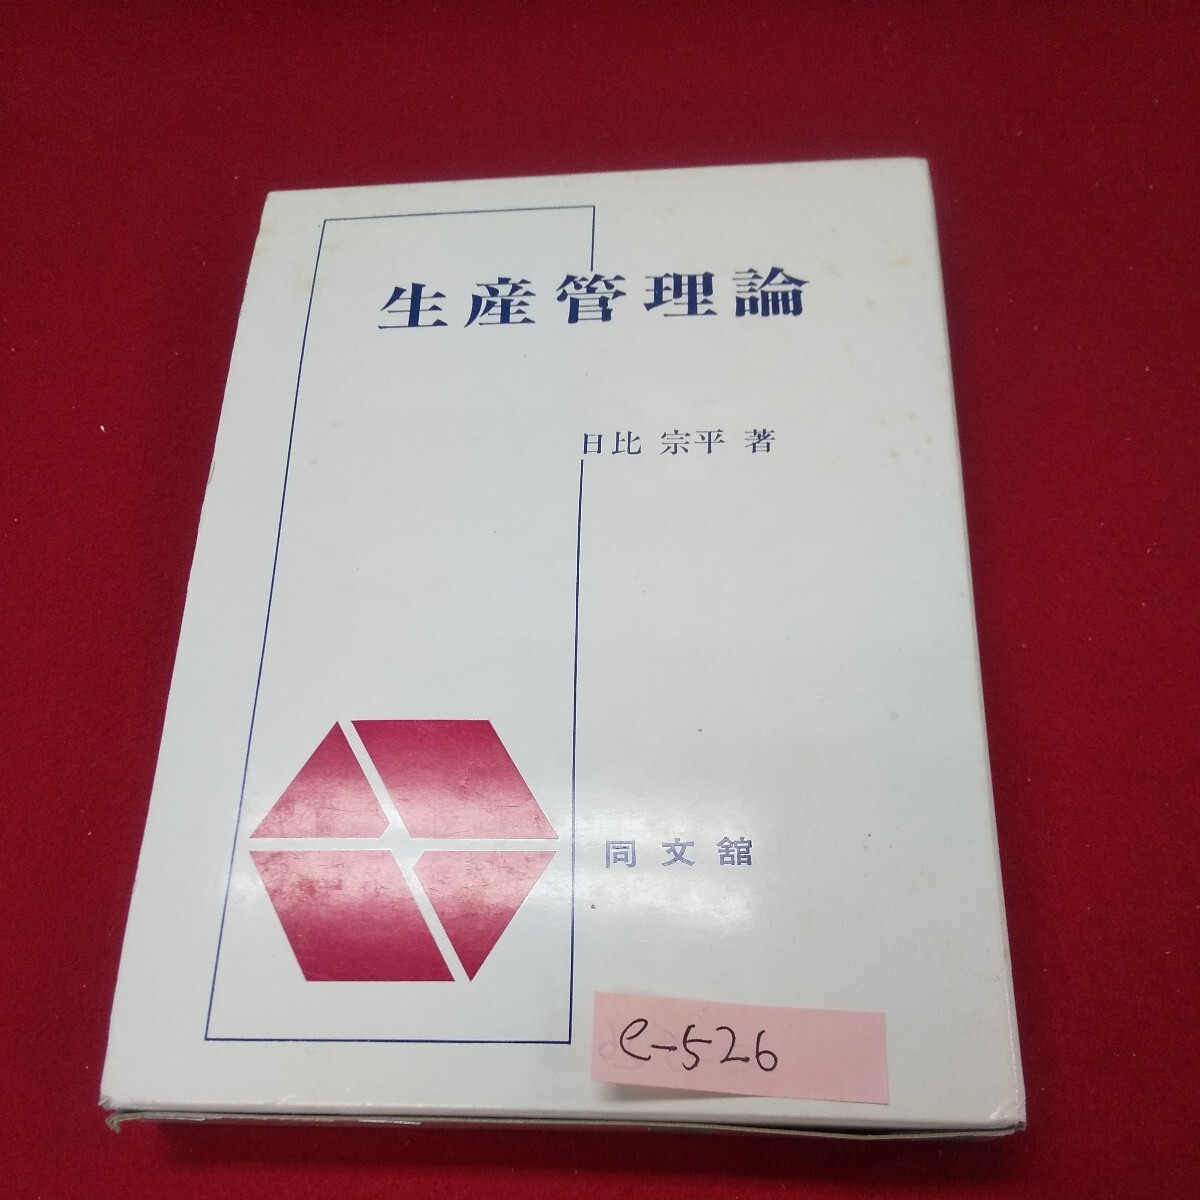 生産管理論
日比 宗平 著
同文舘
e-526